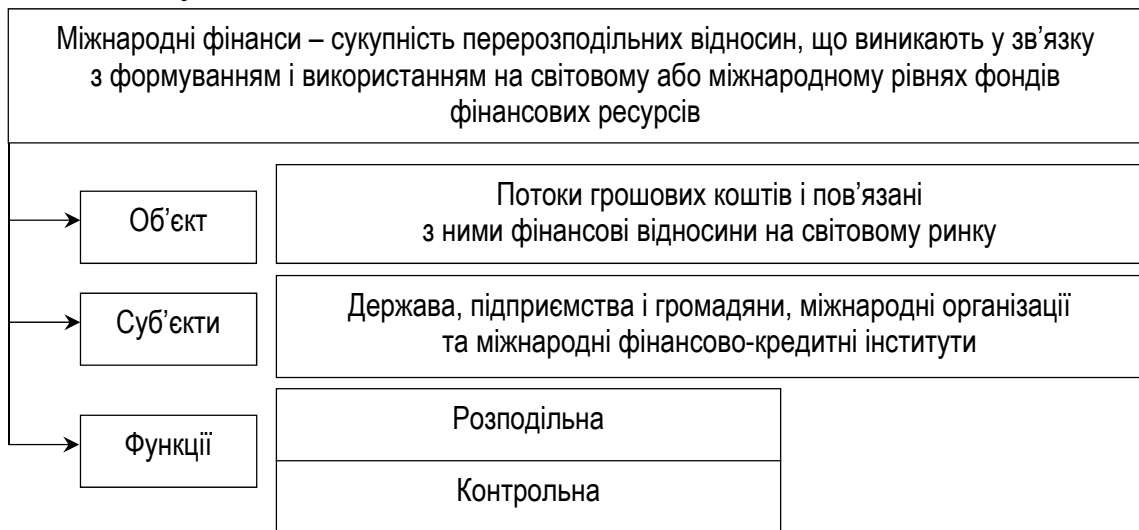 Міжнародні фінанси – сукупність перерозподільних відносин, що виникають у зв’язку
з формуванням і використанням на світовому або міжнародному рівнях фондів
фінансових ресурсів
Об’єкт
Потоки грошових коштів і пов’язані
з ними фінансові відносини на світовому ринку
Суб’єкти
Держава, підприємства і громадяни, міжнародні організації
та міжнародні фінансово-кредитні інститути
Функції
Розподільна
Контрольна